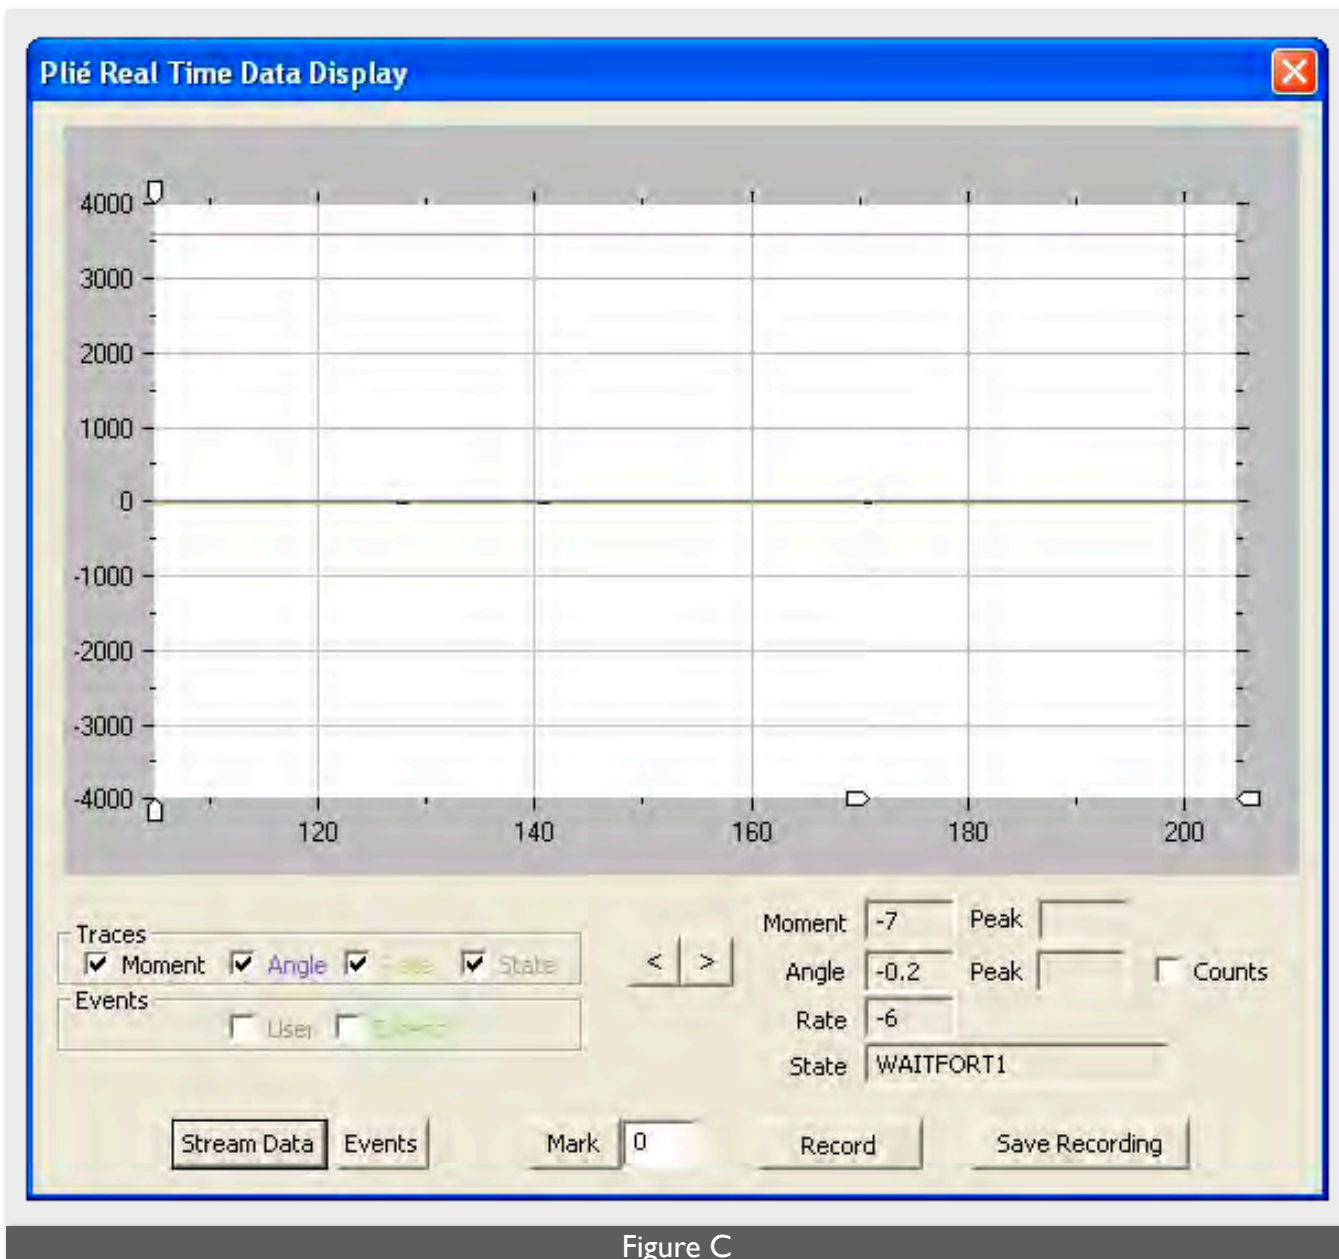 Plié Real Time Data Display
4000
3000
2000
1000
0
-1000
-2000
-3000
-4000
120 140 160 180 200
Traces
Moment Angle State
Events
User
< >
Moment -7 Peak
Angle -0.2 Peak Counts
Rate -6
State WAITFORT1
Stream Data Events Mark 0 Record Save Recording
Figure C